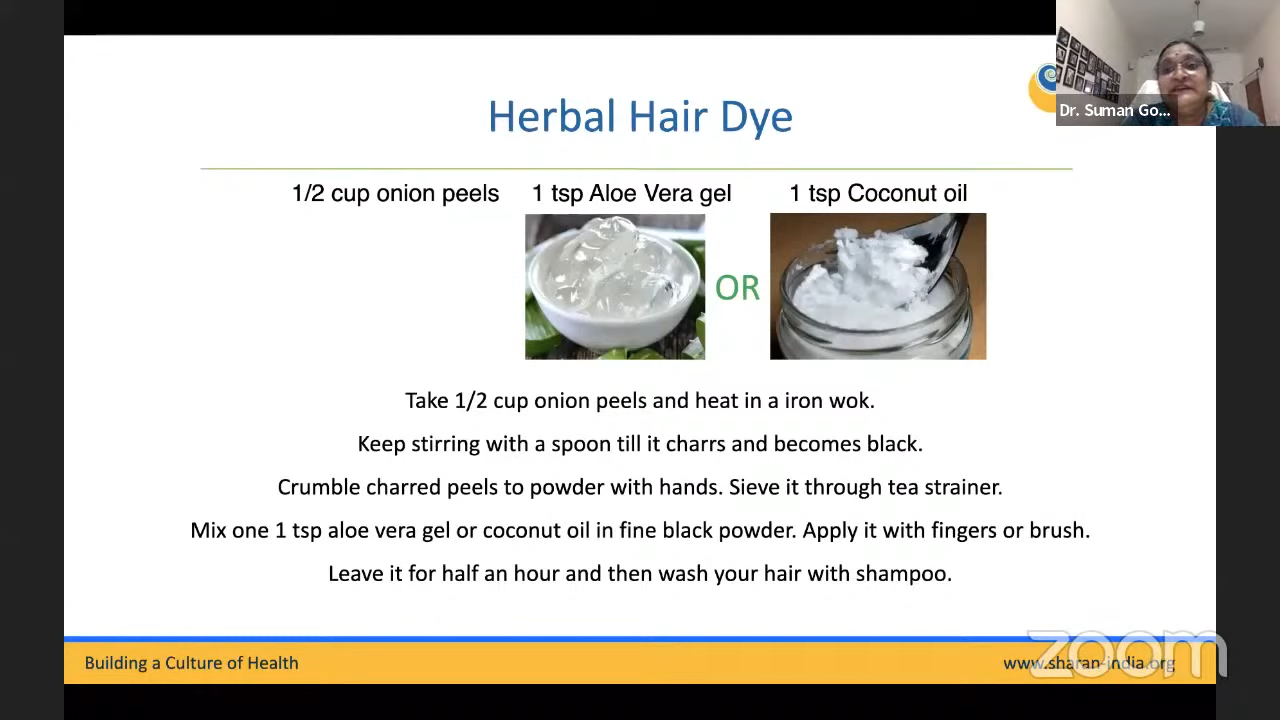 Herbal Hair Dye
Dr. Suman Go...
1/2 cup onion peels
1 tsp Aloe Vera gel
1 tsp Coconut oil
OR
Take 1/2 cup onion peels and heat in a iron wok.
Keep stirring with a spoon till it charrs and becomes black.
Crumble charred peels to powder with hands. Sieve it through tea strainer.
Mix one 1 tsp aloe vera gel or coconut oil in fine black powder. Apply it with fingers or brush.
Leave it for half an hour and then wash your hair with shampoo.
Building a Culture of Health
www.sharan-india.org
zoom